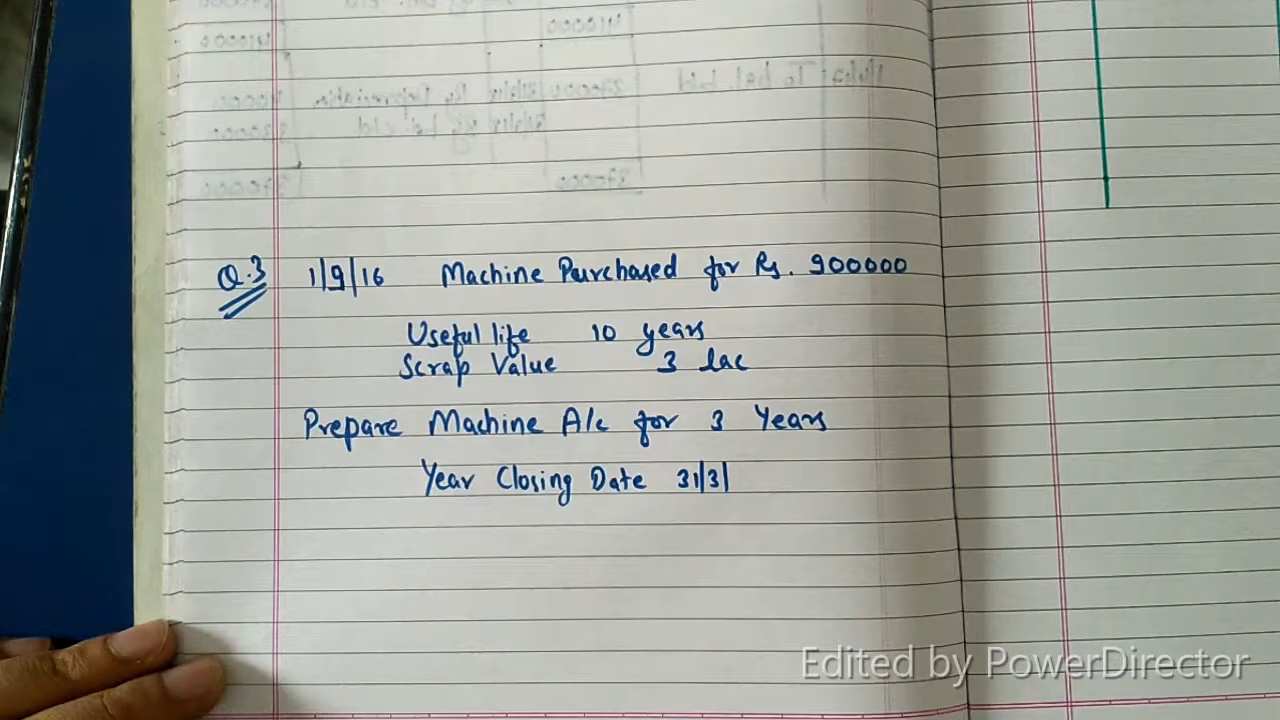 Q.3 1/9/16 Machine Purchased for Rs. 900000
Useful life 10 years
Scrap Value 3 lac
Prepare Machine A/c for 3 Years
Year Closing Date 31/3/
Edited by PowerDirector